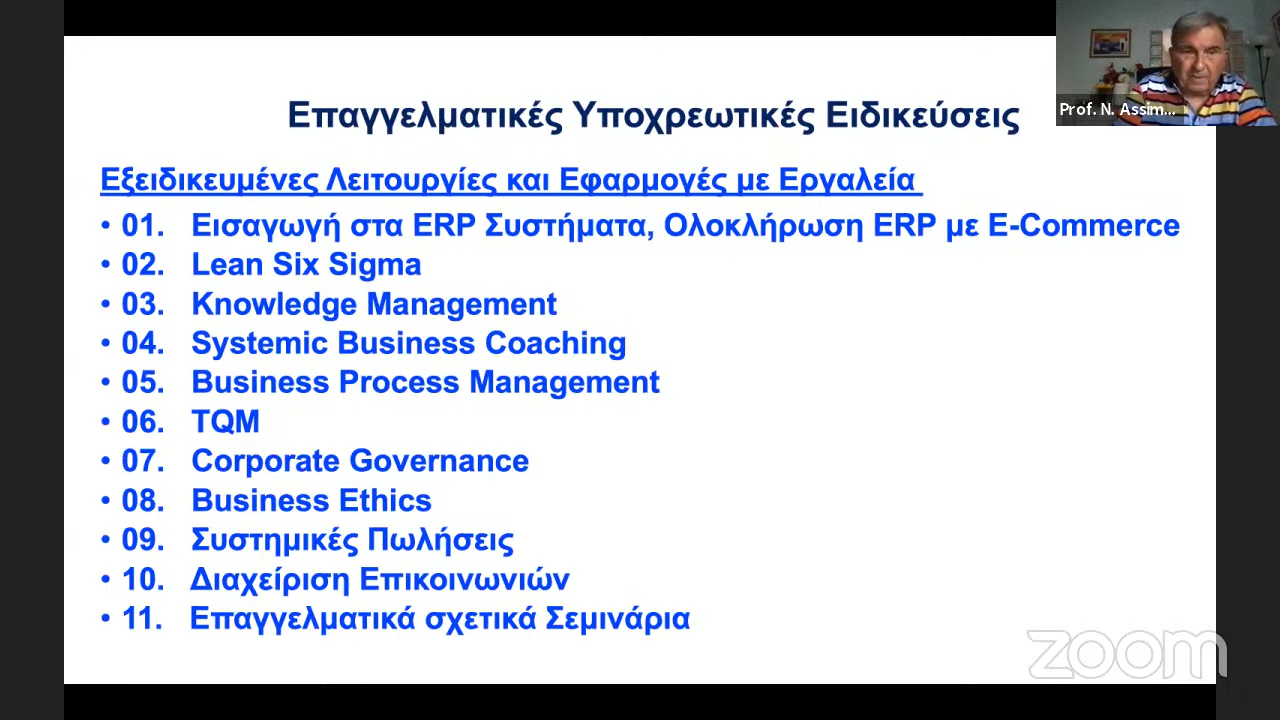 Επαγγελματικές Υποχρεωτικές Ειδικεύσεις
Prof. N. Assim...
Εξειδικευμένες Λειτουργίες και Εφαρμογές με Εργαλεία
• 01. Εισαγωγή στα ERP Συστήματα, Ολοκλήρωση ERP με E-Commerce
• 02. Lean Six Sigma
• 03. Knowledge Management
• 04. Systemic Business Coaching
• 05. Business Process Management
• 06. TQM
• 07. Corporate Governance
• 08. Business Ethics
• 09. Συστημικές Πωλήσεις
• 10. Διαχείριση Επικοινωνιών
• 11. Επαγγελματικά σχετικά Σεμινάρια
zoom